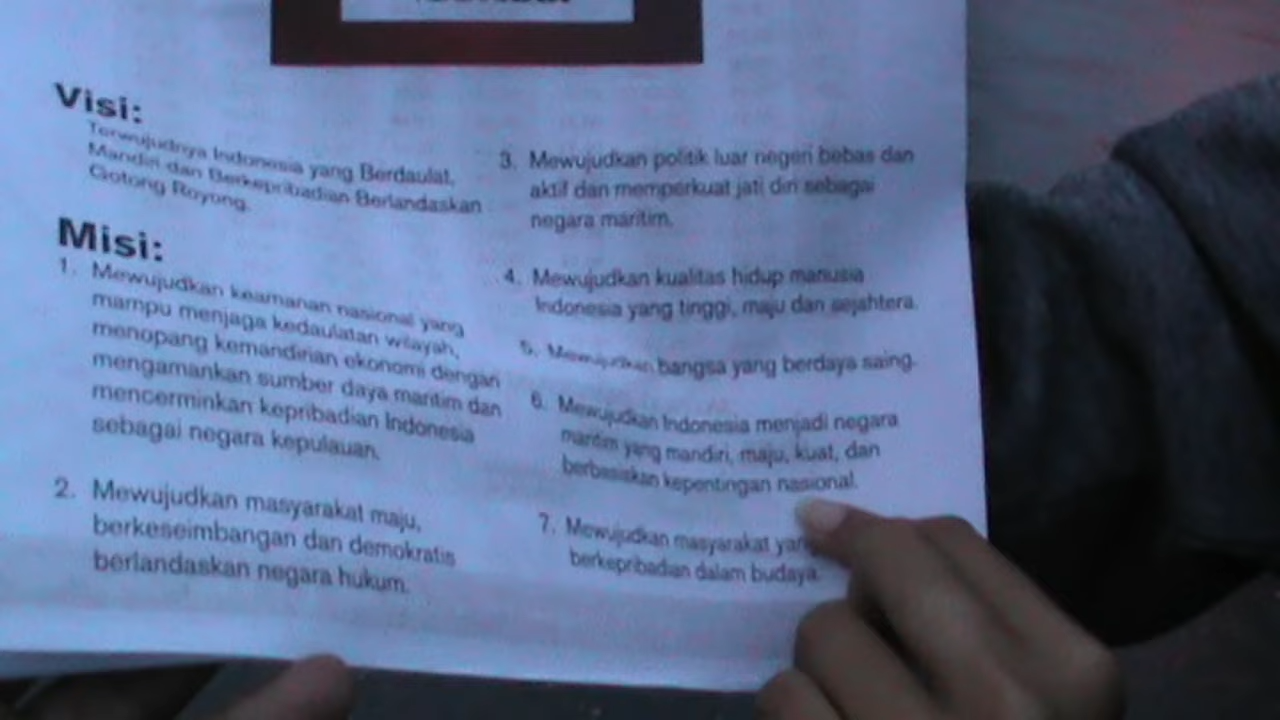 Visi:
Terwujudnya Indonesia yang Berdaulat,
Mandiri dan Berkepribadian Berlandaskan
Gotong Royong.
Misi:
1. Mewujudkan keamanan nasional yang
mampu menjaga kedaulatan wilayah,
menopang kemandirian ekonomi dengan
mengamankan sumber daya maritim dan
mencerminkan kepribadian Indonesia
sebagai negara kepulauan.
2. Mewujudkan masyarakat maju,
berkeseimbangan dan demokratis
berlandaskan negara hukum.
3. Mewujudkan politik luar negeri bebas dan
aktif dan memperkuat jati diri sebagai
negara maritim.
4. Mewujudkan kualitas hidup manusia
Indonesia yang tinggi, maju dan sejahtera.
5. Mewujudkan bangsa yang berdaya saing.
6. Mewujudkan Indonesia menjadi negara
maritim yang mandiri, maju, kuat, dan
berbasiskan kepentingan nasional.
7. Mewujudkan masyarakat yang
berkepribadian dalam budaya.